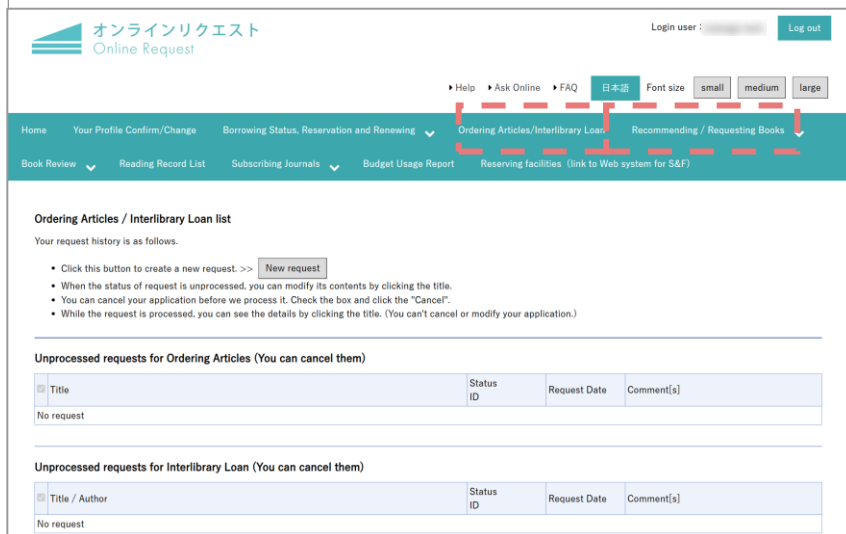 オンラインリクエスト
Online Request
Login user :
Log out
Help Ask Online FAQ 日本語 Font size small medium large
Home Your Profile Confirm/Change Borrowing Status, Reservation and Renewing Ordering Articles/Interlibrary Loan Recommending / Requesting Books
Book Review Reading Record List Subscribing Journals Budget Usage Report Reserving facilities (link to Web system for S&F)
Ordering Articles / Interlibrary Loan list
Your request history is as follows.
• Click this button to create a new request. >> New request
• When the status of request is unprocessed, you can modify its contents by clicking the title.
• You can cancel your application before we process it. Check the box and click the "Cancel".
• While the request is processed, you can see the details by clicking the title. (You can't cancel or modify your application.)
Unprocessed requests for Ordering Articles (You can cancel them)
Title Status ID Request Date Comment[s]
No request
Unprocessed requests for Interlibrary Loan (You can cancel them)
Title / Author Status ID Request Date Comment[s]
No request